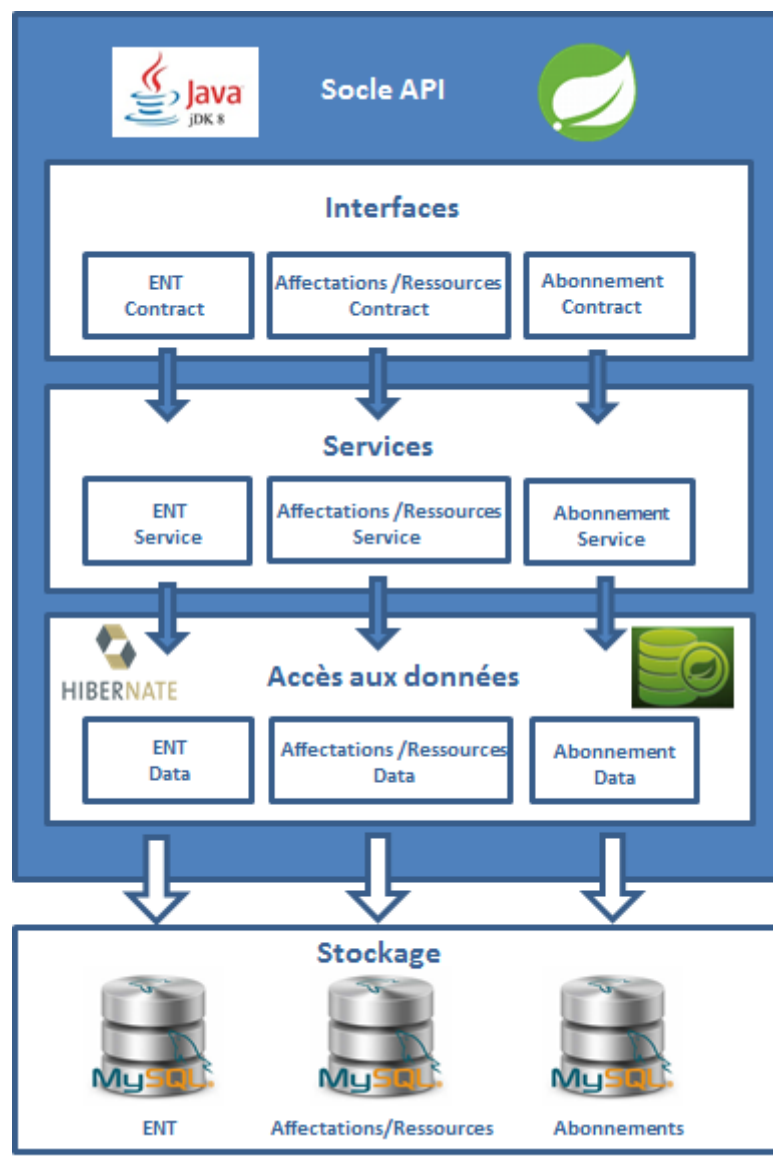 Java
jDK 8
Socle API
Interfaces
ENT
Contract
Affectations /Ressources
Contract
Abonnement
Contract
Services
ENT
Service
Affectations /Ressources
Service
Abonnement
Service
HIBERNATE
Accès aux données
ENT
Data
Affectations /Ressources
Data
Abonnement
Data
Stockage
MySQL
MySQL
MySQL
ENT
Affectations/Ressources
Abonnements